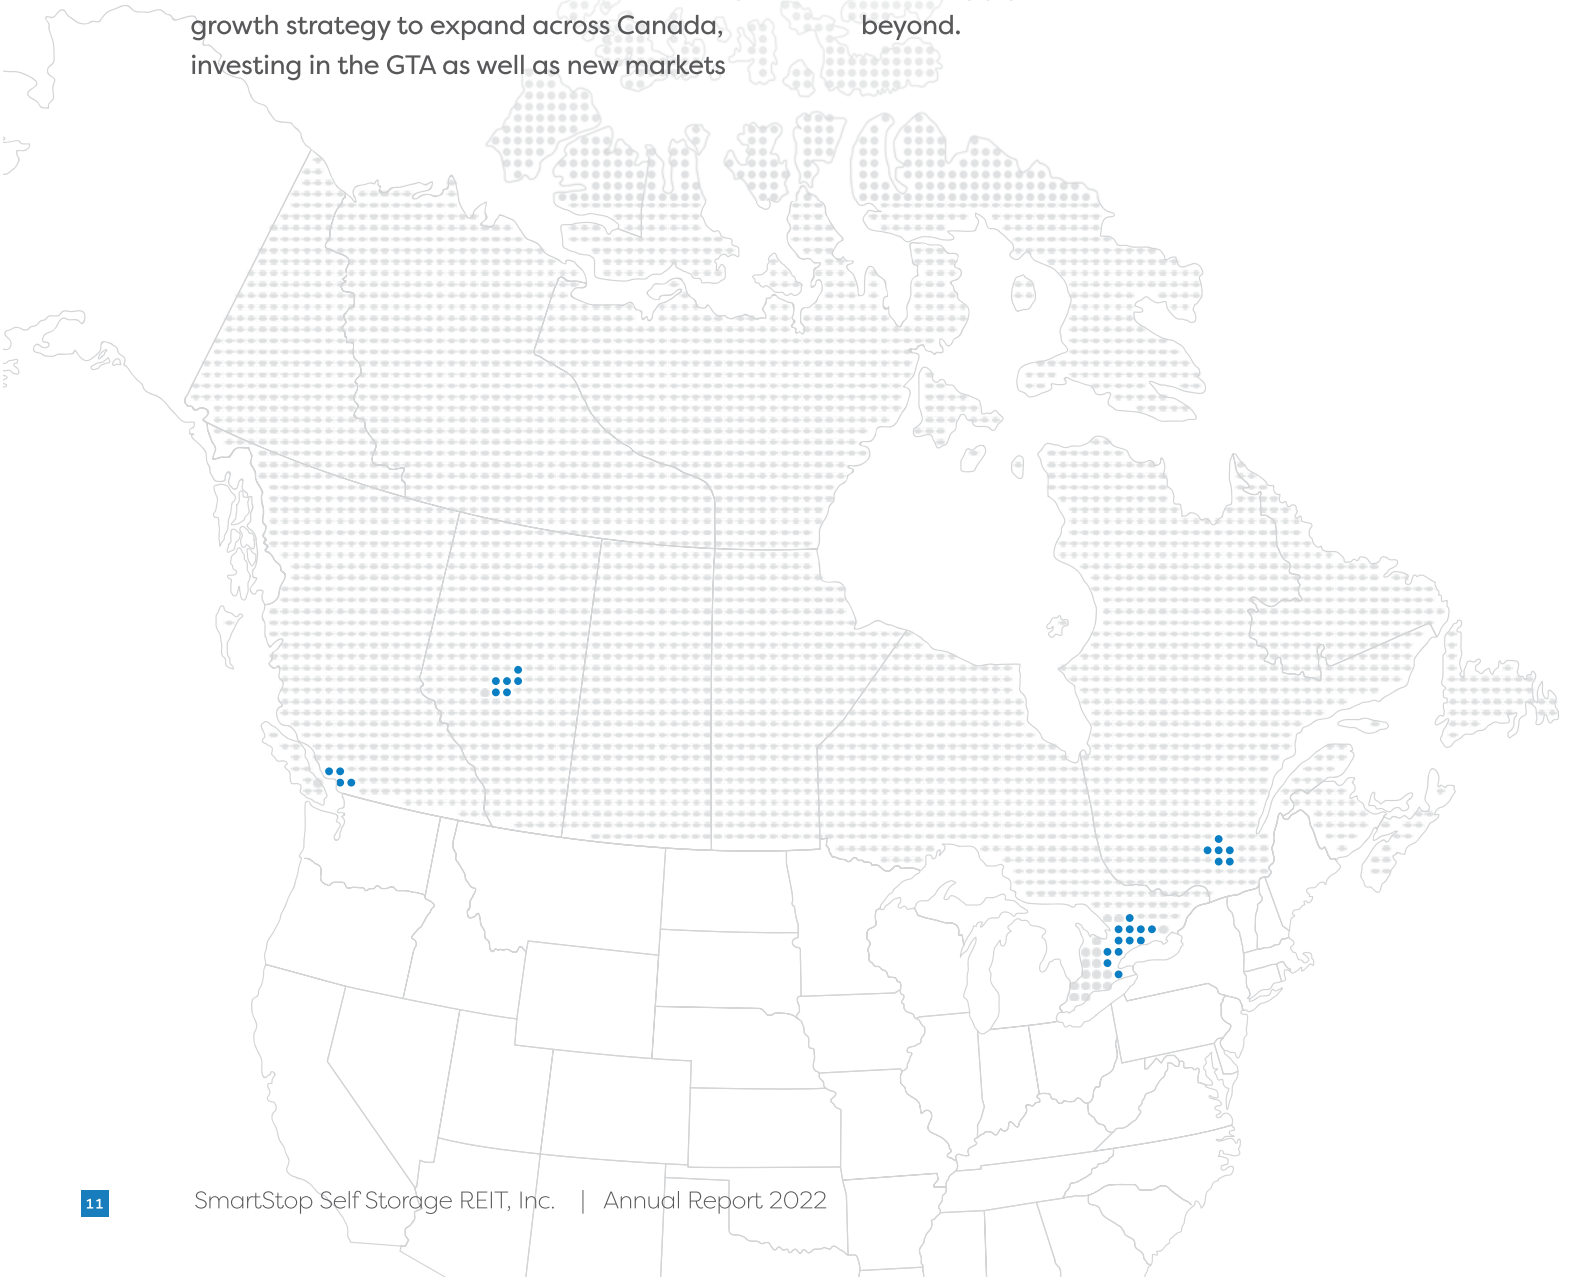 growth strategy to expand across Canada,
investing in the GTA as well as new markets
beyond.
11
SmartStop Self Storage REIT, Inc. | Annual Report 2022